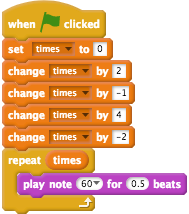 when clicked
set times to 0
change times by 2
change times by -1
change times by 4
change times by -2
repeat times
play note 60 for 0.5 beats